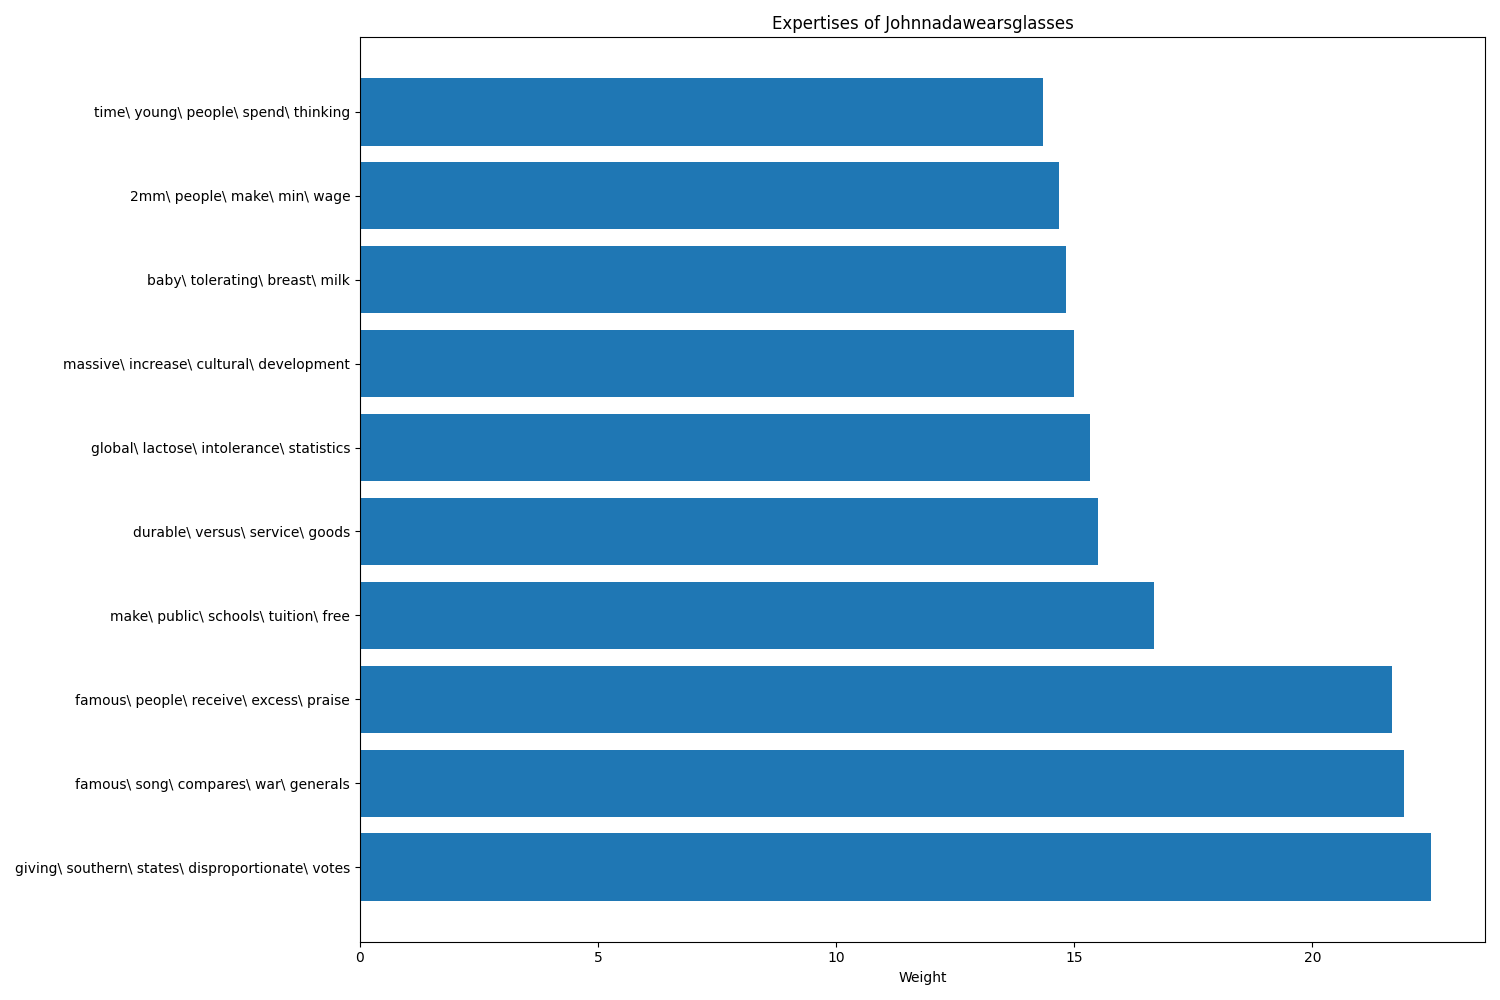 Expertises of Johnnadawearsglasses
time\ young\ people\ spend\ thinking
2mm\ people\ make\ min\ wage
baby\ tolerating\ breast\ milk
massive\ increase\ cultural\ development
global\ lactose\ intolerance\ statistics
durable\ versus\ service\ goods
make\ public\ schools\ tuition\ free
famous\ people\ receive\ excess\ praise
famous\ song\ compares\ war\ generals
giving\ southern\ states\ disproportionate\ votes
0 5 10 15 20
Weight